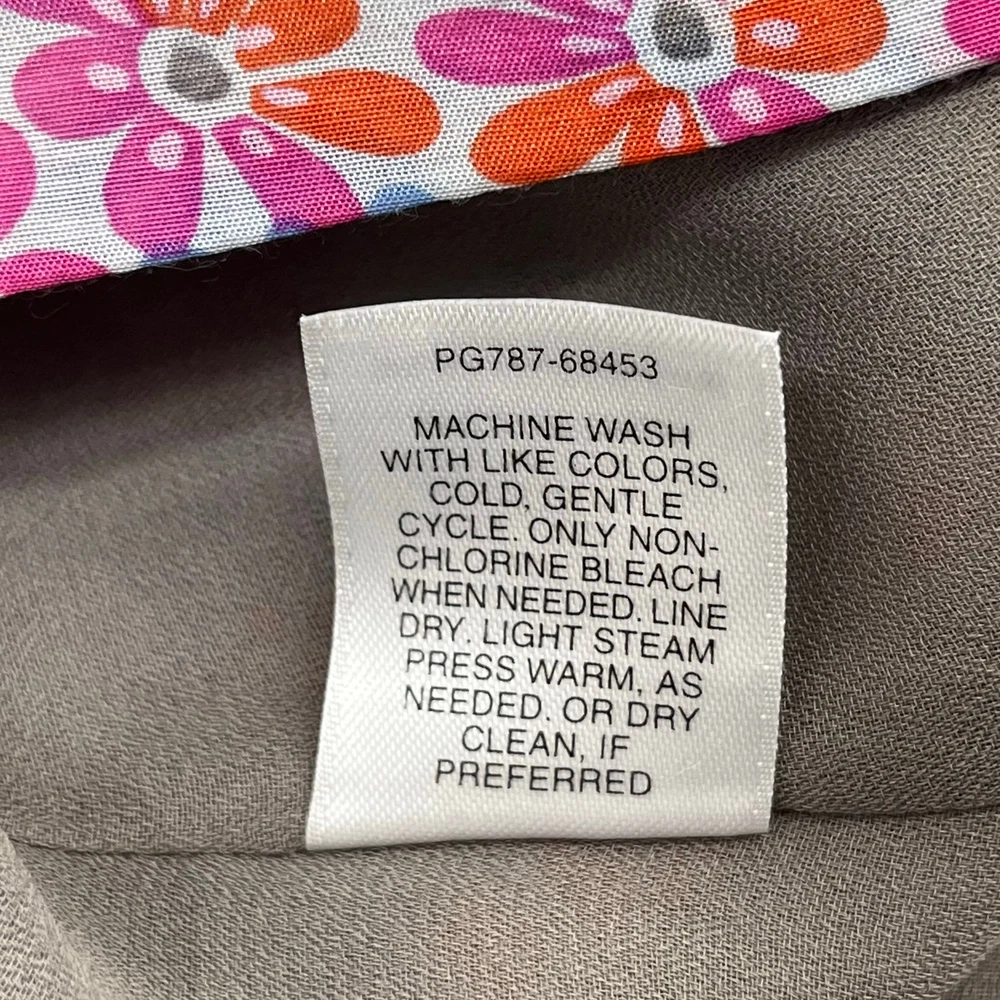 PG787-68453
MACHINE WASH
WITH LIKE COLORS,
COLD, GENTLE
CYCLE. ONLY NON-
CHLORINE BLEACH
WHEN NEEDED. LINE
DRY. LIGHT STEAM
PRESS WARM, AS
NEEDED. OR DRY
CLEAN, IF
PREFERRED